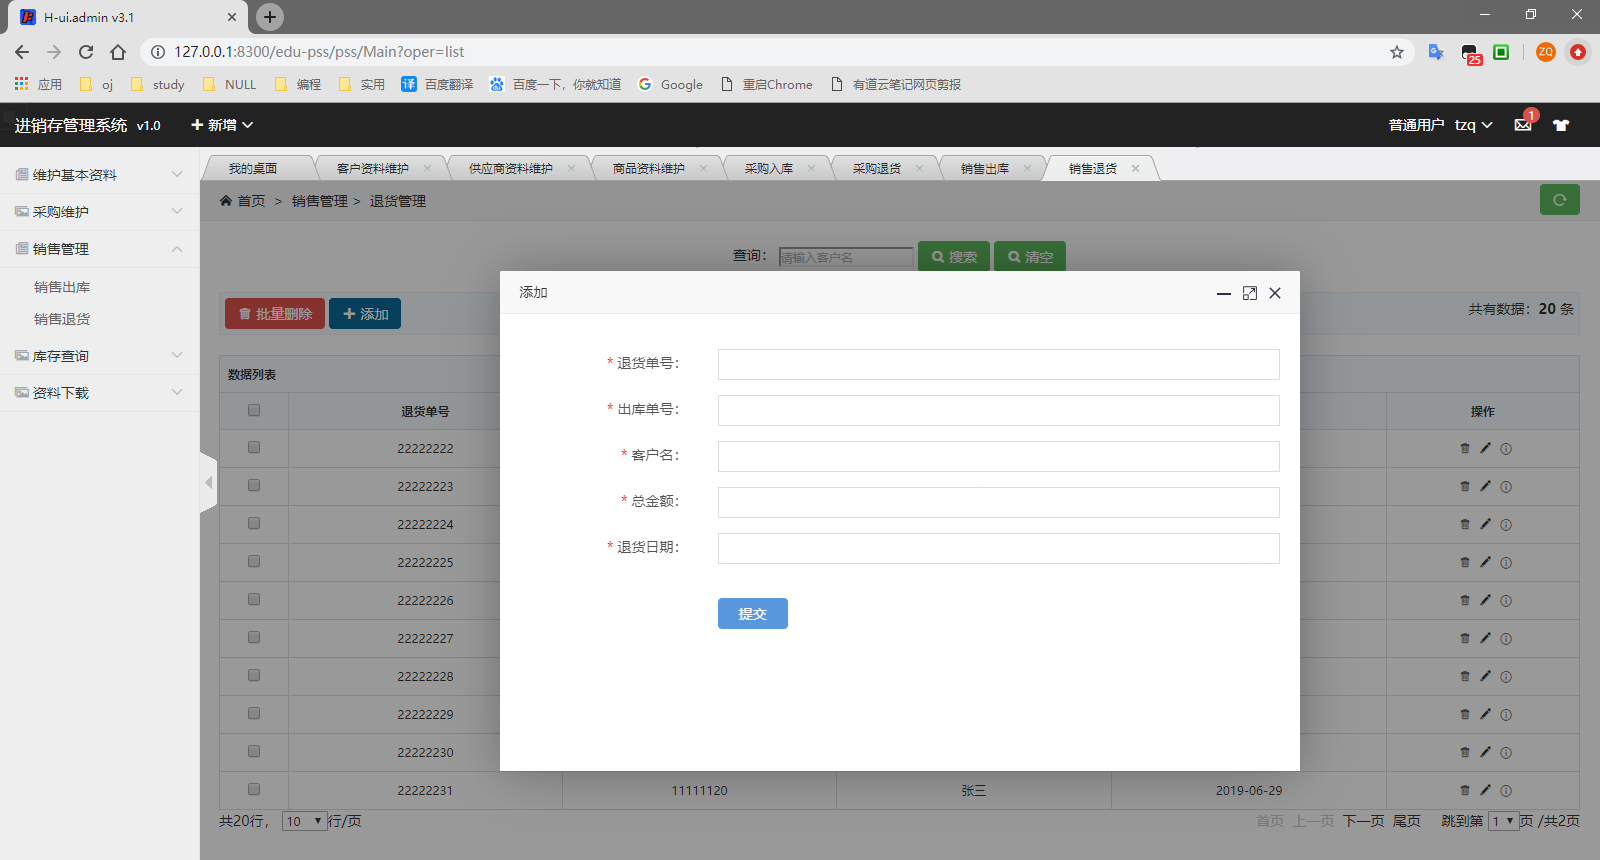 H-ui.admin v3.1
127.0.0.1:8300/edu-pss/pss/Main?oper=list
25
ZQ
应用 oj study NULL 编程 实用 译 百度翻译 百度一下，你就知道 Google 重启Chrome 有道云笔记网页剪报
进销存管理系统 v1.0 新增 普通用户 tzq 1
我的桌面 客户资料维护 供应商资料维护 商品资料维护 采购入库 采购退货 销售出库 销售退货
维护基本资料
采购维护
销售管理
销售出库
销售退货
库存查询
资料下载
首页 > 销售管理 > 退货管理
查询： 请输入客户名 搜索 清空
批量删除 添加 共有数据：20 条
数据列表
退货单号 操作
22222222
22222223
22222224
22222225
22222226
22222227
22222228
22222229
22222230
22222231 11111120 张三 2019-06-29
共20行， 10 行/页 首页 上一页 下一页 尾页 跳到第 1 页 /共2页
添加
* 退货单号：
* 出库单号：
* 客户名：
* 总金额：
* 退货日期：
提交